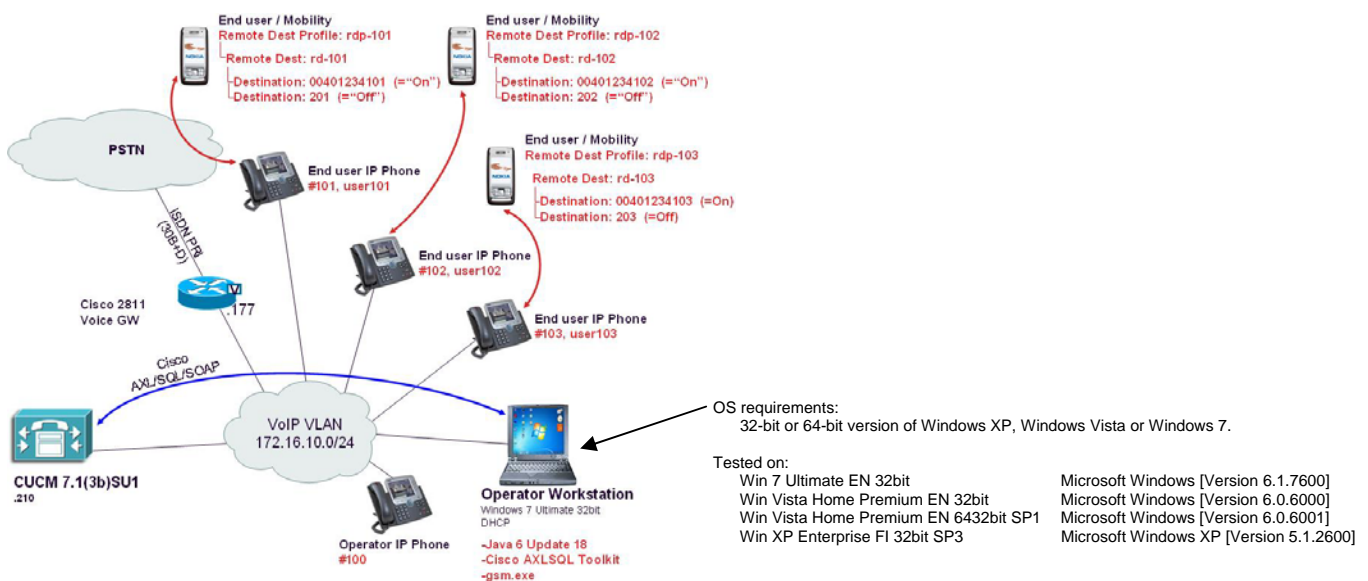 End user / Mobility
Remote Dest Profile: rdp-101
Remote Dest: rd-101
Destination: 00401234101 (="On")
Destination: 201 (="Off")
NOKIA
End user / Mobility
Remote Dest Profile: rdp-102
Remote Dest: rd-102
Destination: 00401234102 (="On")
Destination: 202 (="Off")
NOKIA
End user / Mobility
Remote Dest Profile: rdp-103
Remote Dest: rd-103
Destination: 00401234103 (=On)
Destination: 203 (=Off)
NOKIA
PSTN
End user IP Phone
#101, user101
ISDN PRI
(30B+D)
End user IP Phone
#102, user102
Cisco 2811
Voice GW
V
.177
End user IP Phone
#103, user103
Cisco
AXL/SQL/SOAP
VoIP VLAN
172.16.10.0/24
CUCM 7.1(3b)SU1
.210
Operator Workstation
Windows 7 Ultimate 32bit
DHCP
-Java 6 Update 18
-Cisco AXLSQL Toolkit
-gsm.exe
Operator IP Phone
#100
OS requirements:
32-bit or 64-bit version of Windows XP, Windows Vista or Windows 7.
Tested on:
Win 7 Ultimate EN 32bit Microsoft Windows [Version 6.1.7600]
Win Vista Home Premium EN 32bit Microsoft Windows [Version 6.0.6000]
Win Vista Home Premium EN 6432bit SP1 Microsoft Windows [Version 6.0.6001]
Win XP Enterprise FI 32bit SP3 Microsoft Windows XP [Version 5.1.2600]